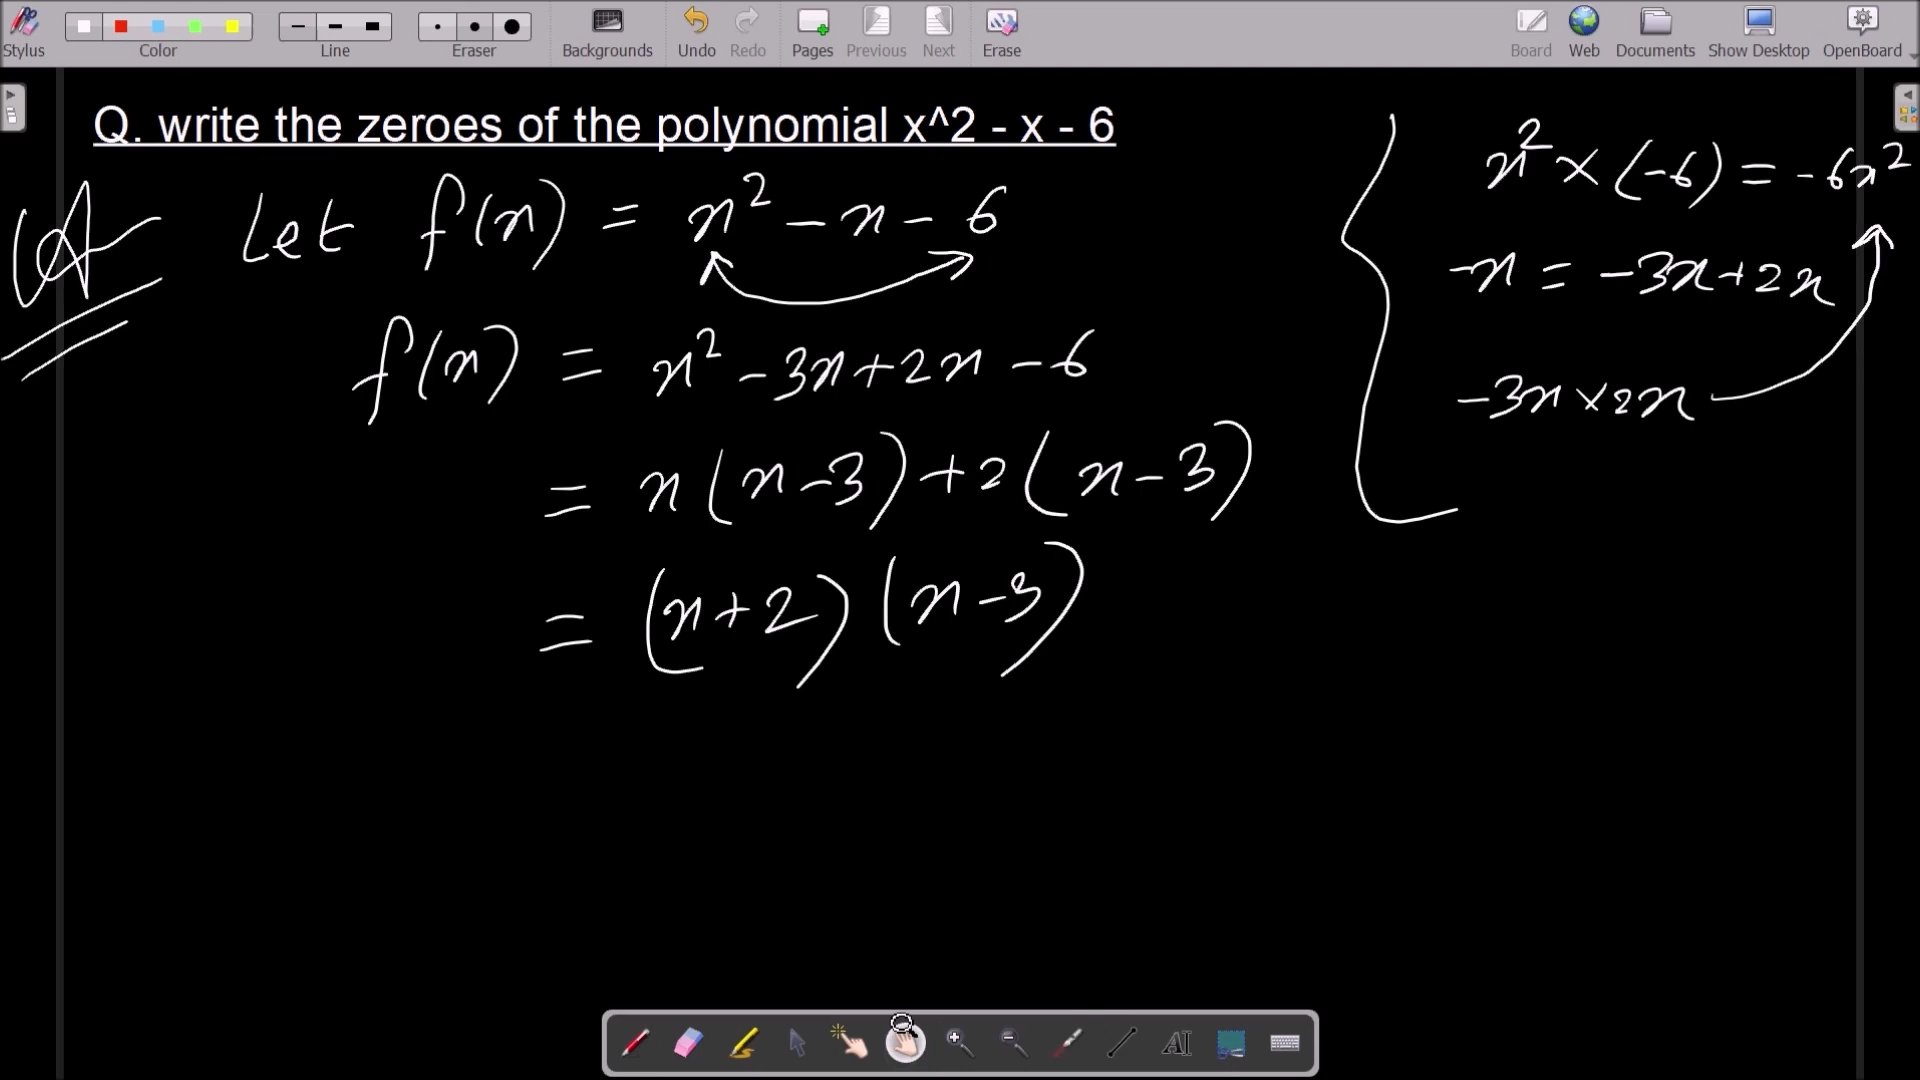 Stylus Color Line Eraser Backgrounds Undo Redo Pages Previous Next Erase Board Web Documents Show Desktop OpenBoard
Q. write the zeroes of the polynomial x^2 - x - 6
A
Let f(x) = x² - x - 6
f(x) = x² - 3x + 2x - 6
= x(x-3) + 2(x-3)
= (x+2)(x-3)
x² × (-6) = -6x²
-x = -3x + 2x
-3x × 2x
AI